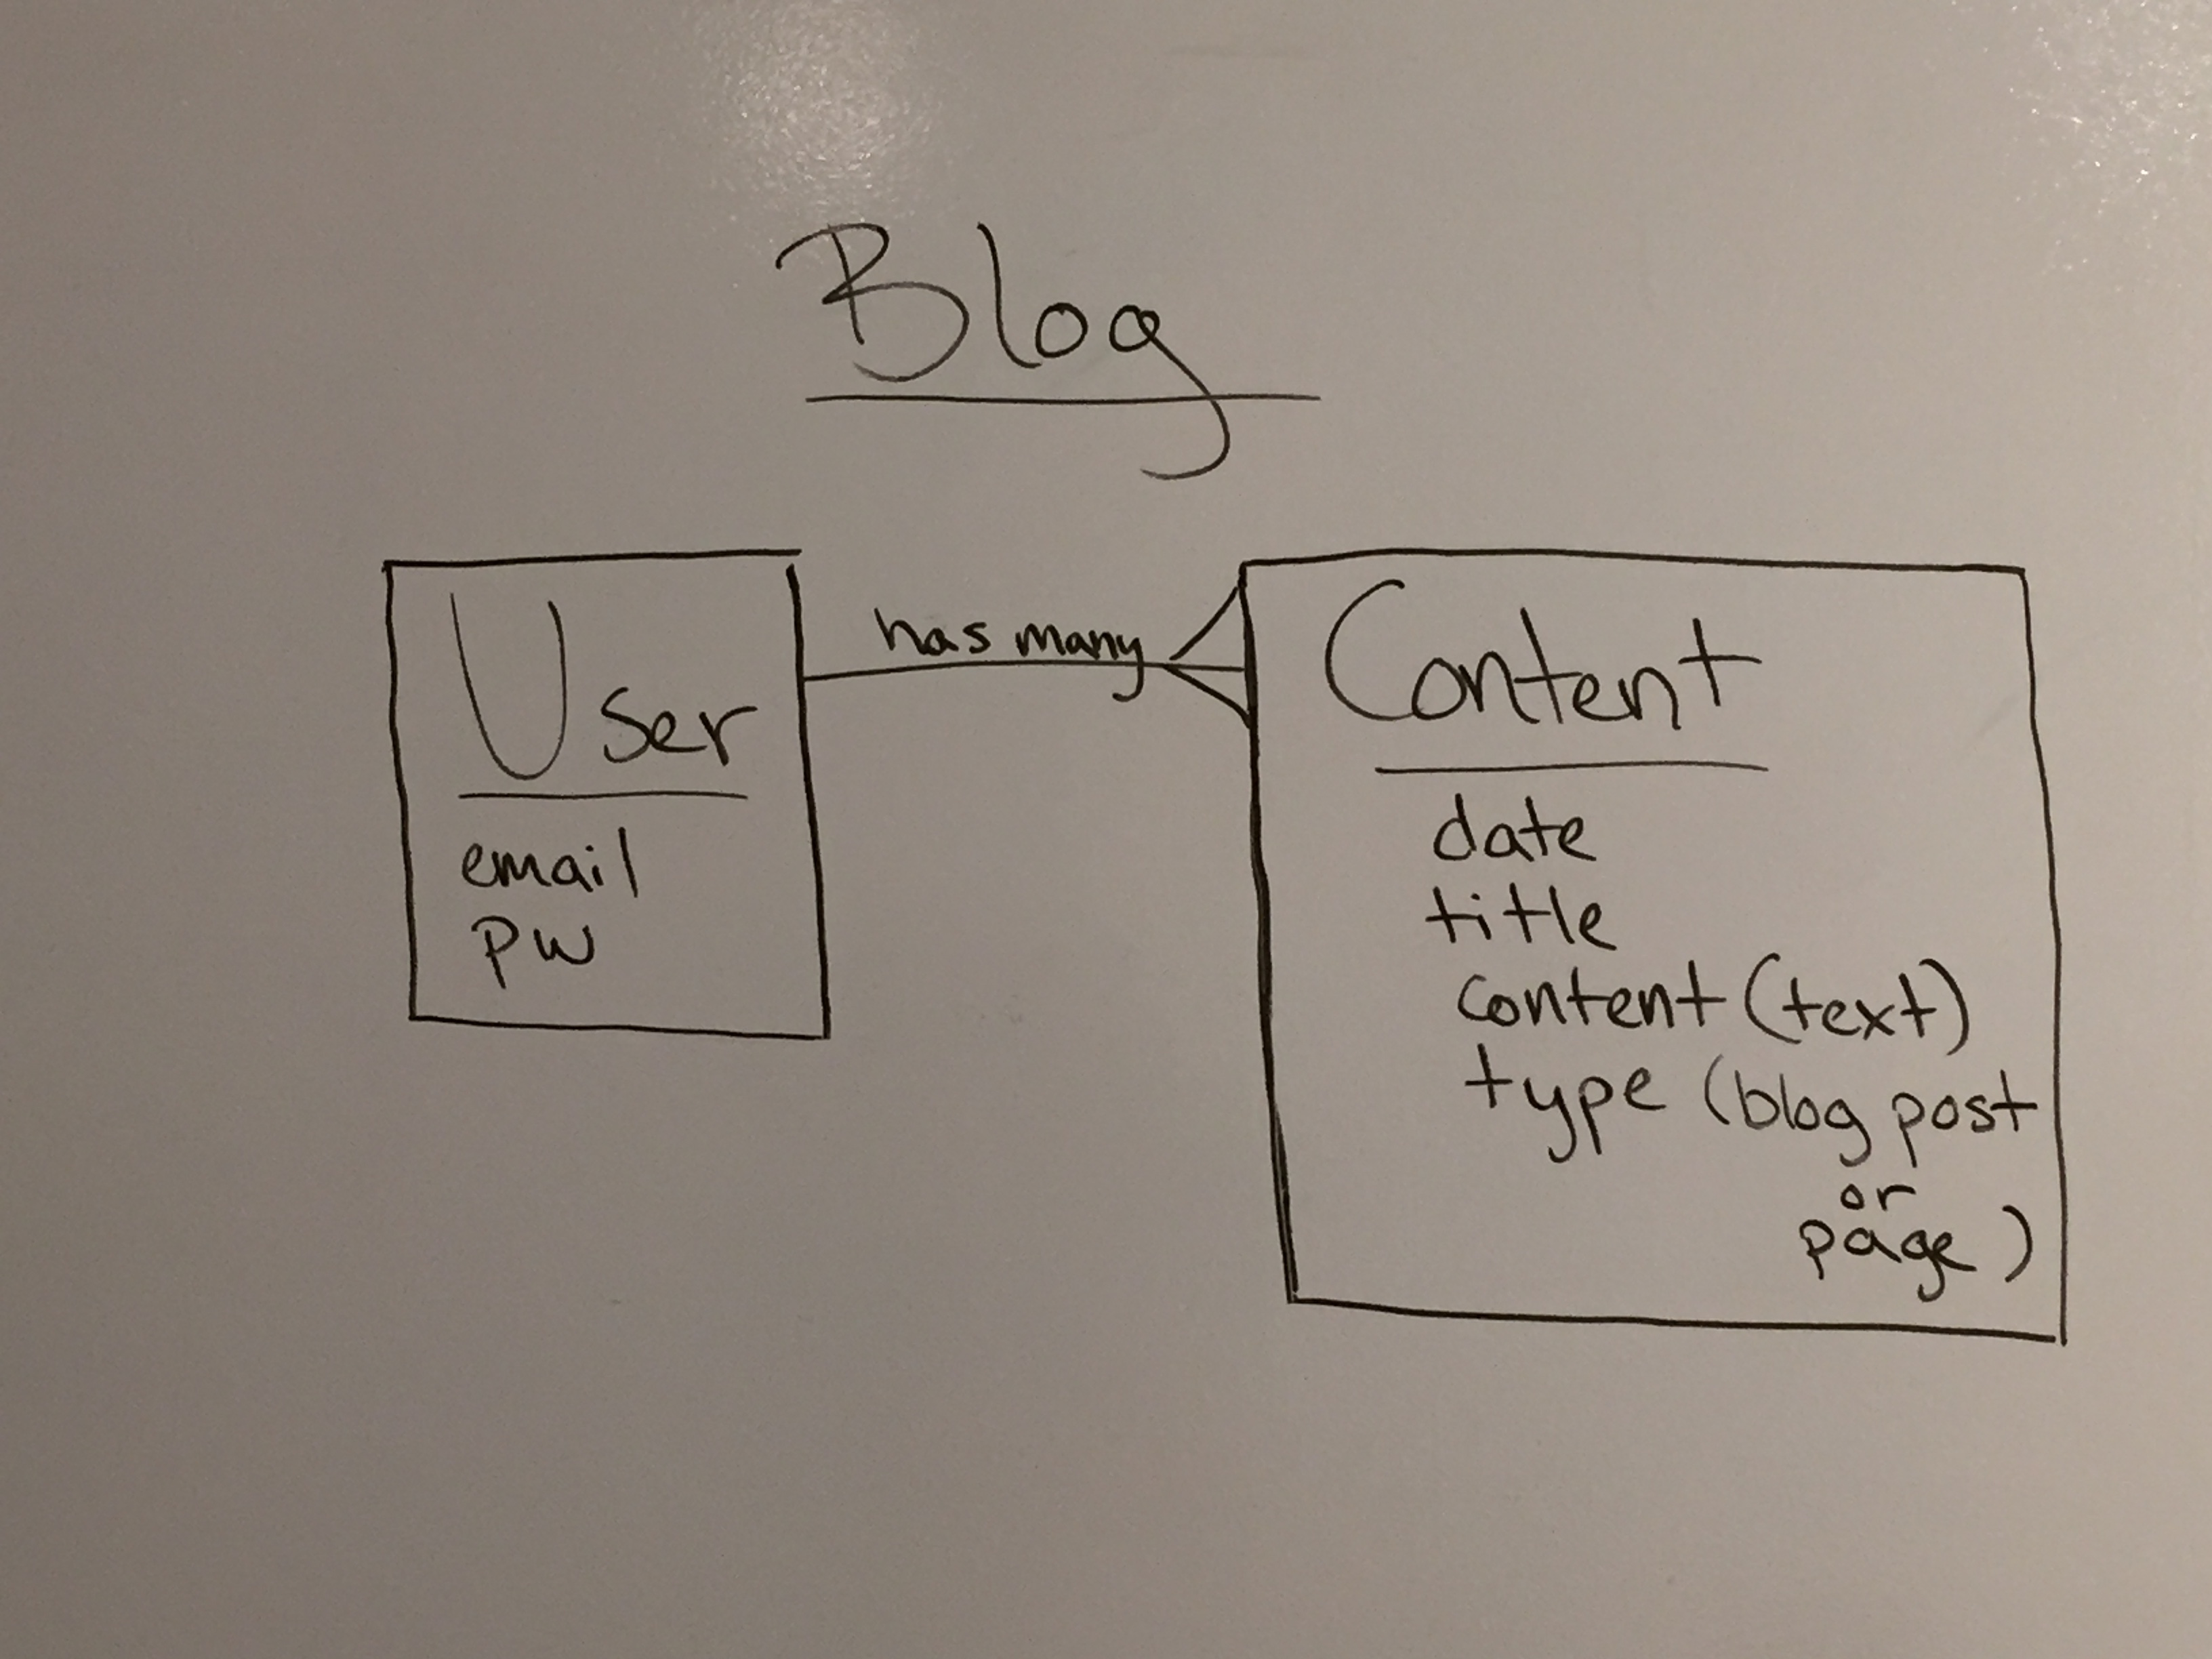 Blog
has many
User
email
pw
Content
date
title
content (text)
type (blog post
or
page)